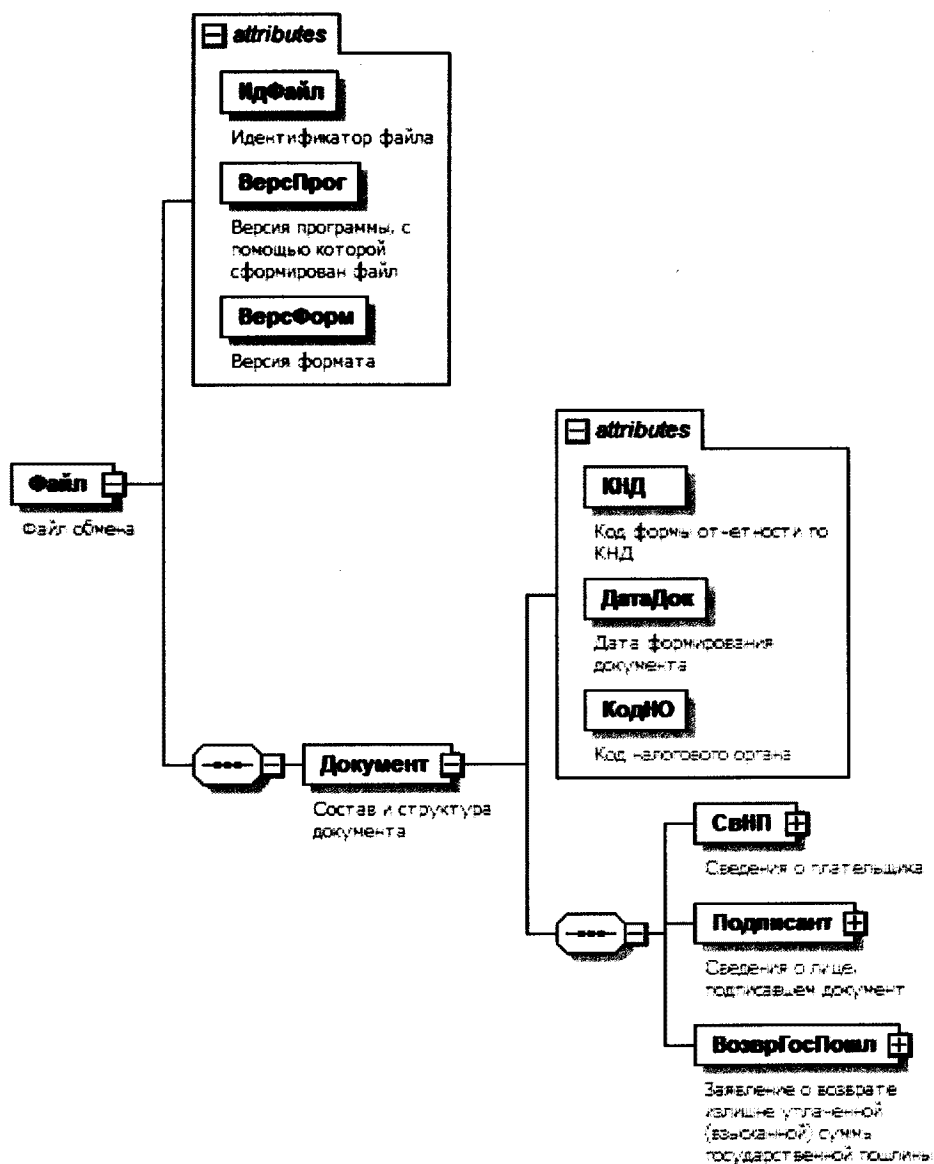 attributes
ИдФайл
Идентификатор файла
ВерсПрог
Версия программы, с
помощью которой
сформирован файл
ВерсФорм
Версия формата
Файл
Файл обмена
attributes
КНД
Код формы отчетности по
КНД
ДатаДок
Дата формирования
документа
КодНО
Код налогового органа
Документ
Состав и структура
документа
СвНП
Сведения о плательщика
Подписант
Сведения о лице,
подписавшем документ
ВозврГосПошл
Заявление о возврате
излишне уплаченной
(взысканной) суммы
государственной пошлины